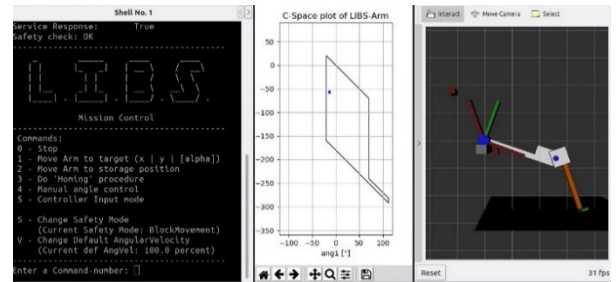 Shell No. 1
Service Response: True
Safety check: OK
L.I.B.S.
Mission Control
Commands:
0 - Stop
1 - Move Arm to target (x | y | [alpha])
2 - Move Arm to storage position
3 - Do 'Homing' procedure
4 - Manual angle control
5 - Controller Input mode
S - Change Safety Mode
(Current Safety Mode: BlockMovement)
V - Change Default AngularVelocity
(Current def AngVel: 100.0 percent)
Enter a Command-number:
C-Space plot of LIBS-Arm
50
0
−50
−100
−150
−200
−250
−300
−350
−100 −50 0 50 100
ang1 [°]
Interact Move Camera Select
Reset 31 fps